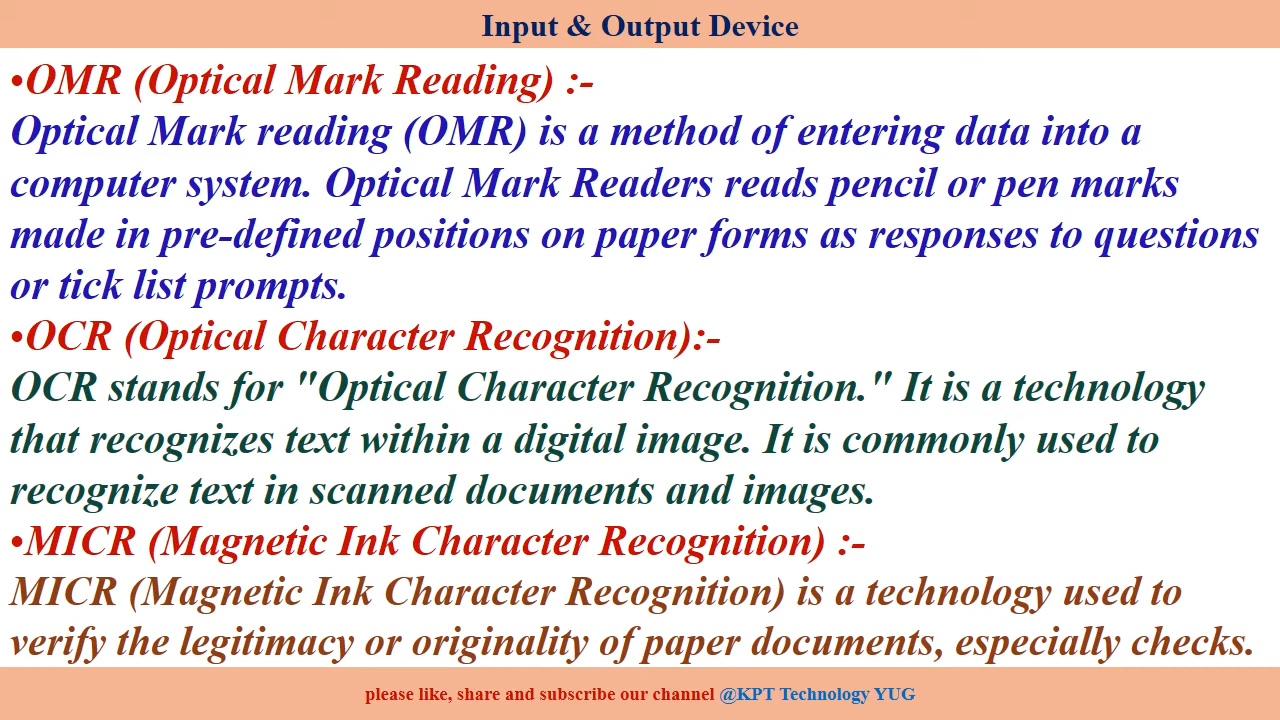 Input & Output Device
•OMR (Optical Mark Reading) :-
Optical Mark reading (OMR) is a method of entering data into a
computer system. Optical Mark Readers reads pencil or pen marks
made in pre-defined positions on paper forms as responses to questions
or tick list prompts.
•OCR (Optical Character Recognition):-
OCR stands for "Optical Character Recognition." It is a technology
that recognizes text within a digital image. It is commonly used to
recognize text in scanned documents and images.
•MICR (Magnetic Ink Character Recognition) :-
MICR (Magnetic Ink Character Recognition) is a technology used to
verify the legitimacy or originality of paper documents, especially checks.
please like, share and subscribe our channel @KPT Technology YUG